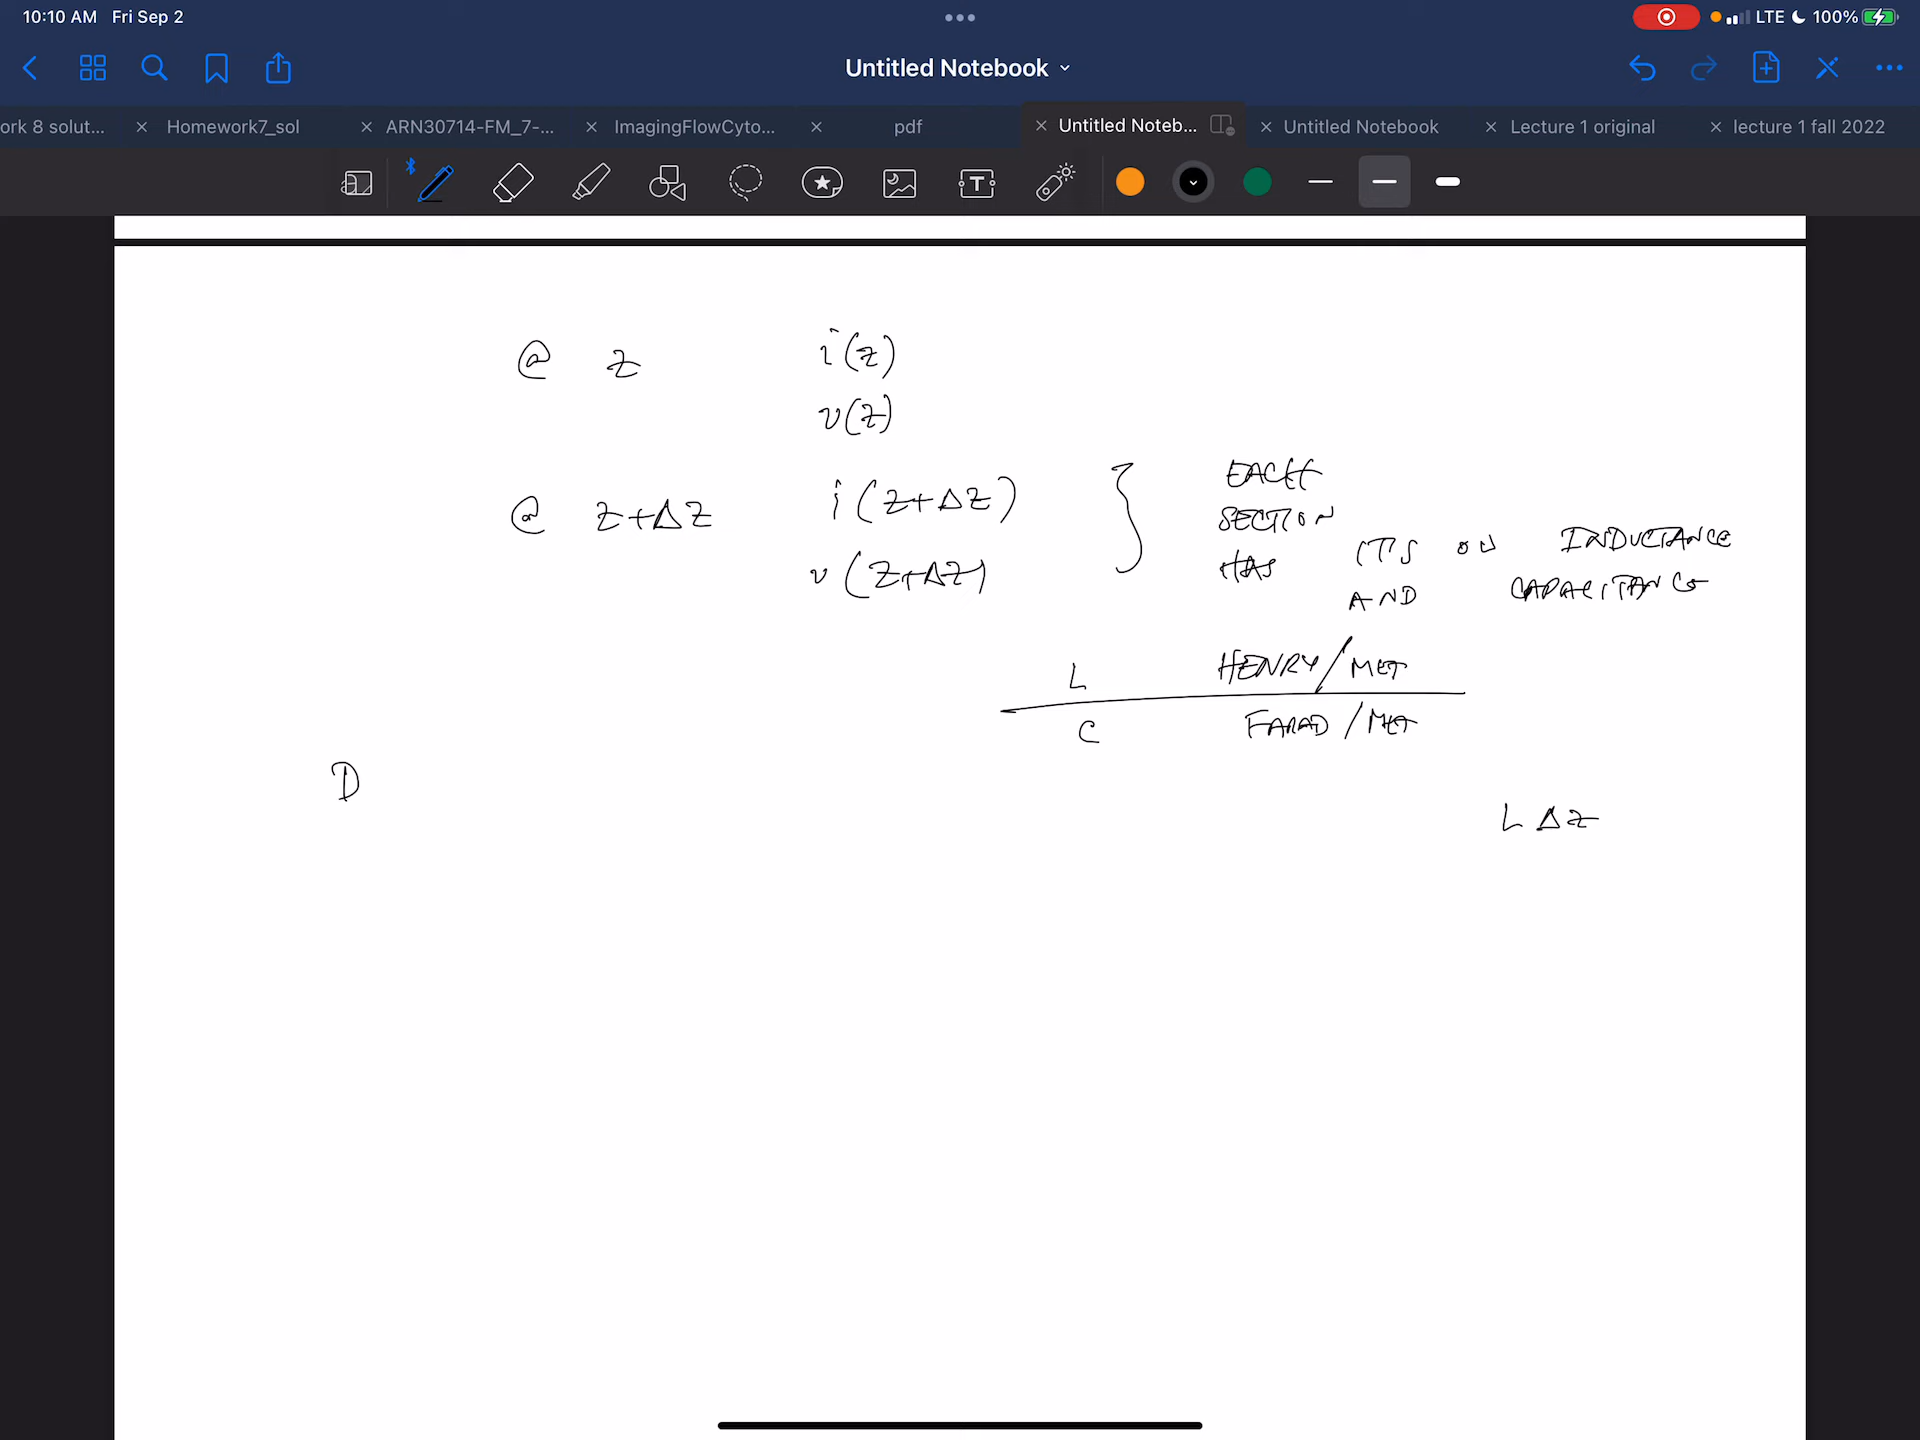 10:10 AM Fri Sep 2
LTE 100%
Untitled Notebook
ork 8 solut... Homework7_sol ARN30714-FM_7-... ImagingFlowCyto... pdf Untitled Noteb... Untitled Notebook Lecture 1 original lecture 1 fall 2022
T
@ z i(z)
v(z)
@ z+Δz i(z+Δz) } EACH
SECTION
v(z+Δz) HAS ITS ON INDUCTANCE
AND CAPACITANCE
L HENRY/MET
C FARAD/MET
D
L Δz